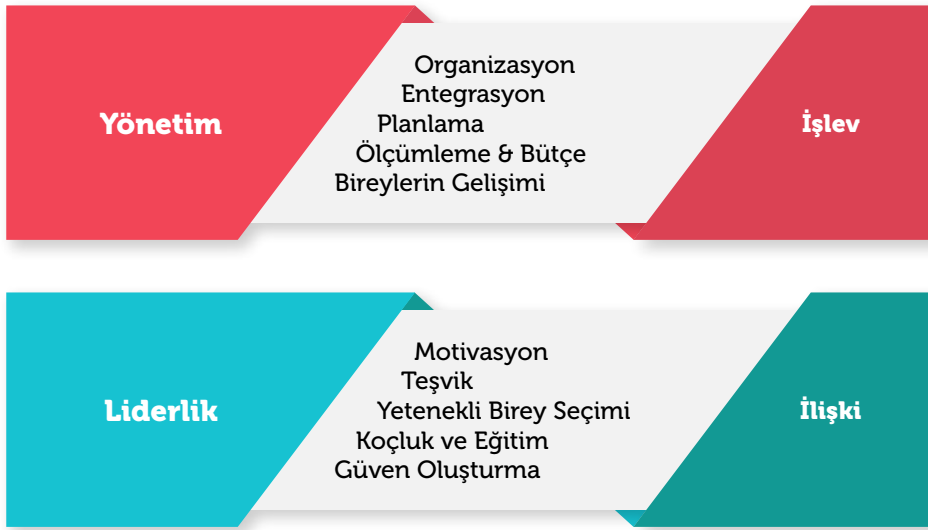 Yönetim
Organizasyon
Entegrasyon
Planlama
Ölçümleme & Bütçe
Bireylerin Gelişimi
İşlev
Liderlik
Motivasyon
Teşvik
Yetenekli Birey Seçimi
Koçluk ve Eğitim
Güven Oluşturma
İlişki